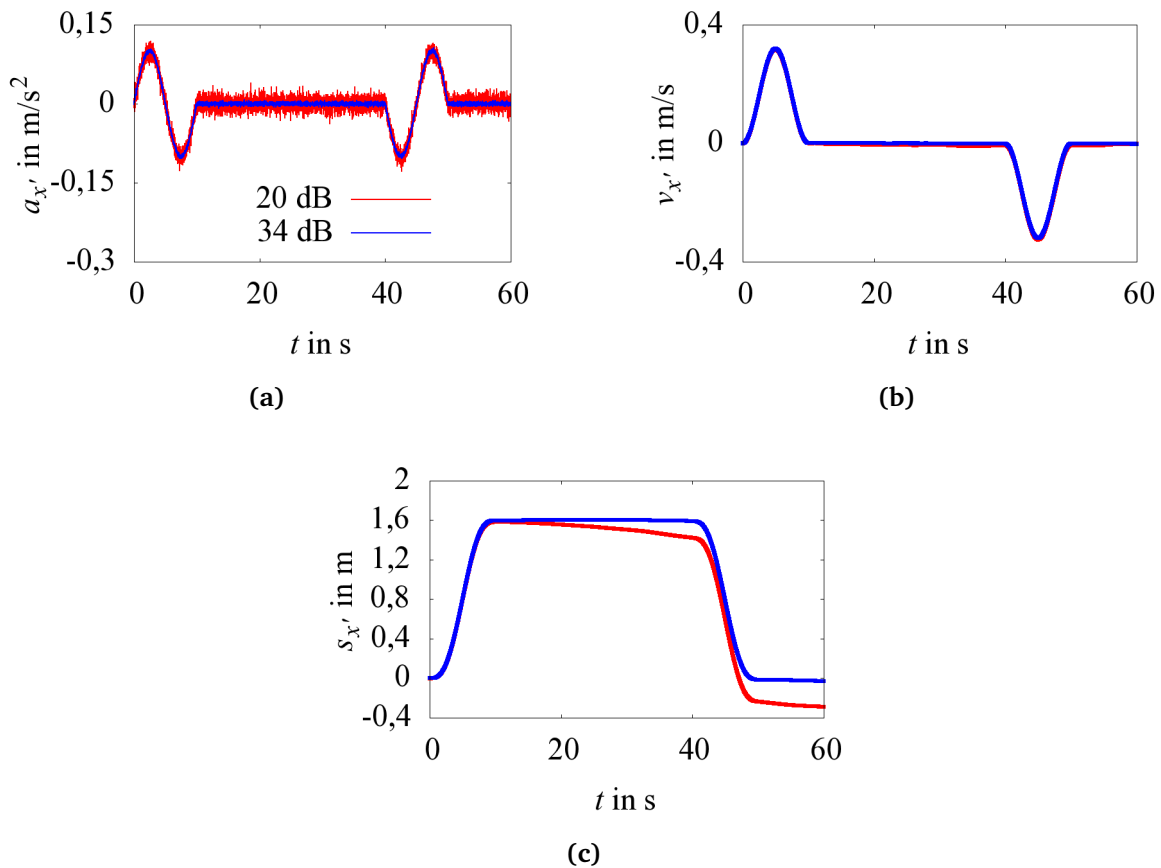 0,15
0
-0,15
-0,3
a_x′ in m/s²
20 dB
34 dB
0 20 40 60
t in s
(a)
0,4
0
-0,4
v_x′ in m/s
0 20 40 60
t in s
(b)
2
1,6
1,2
0,8
0,4
0
-0,4
s_x′ in m
0 20 40 60
t in s
(c)